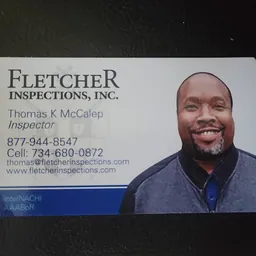 FLETCHER
INSPECTIONS, INC.
Thomas K McCalep
Inspector
877-944-8547
Cell: 734-680-0872
thomas@fletcherinspections.com
www.fletcherinspections.com
InterNACHI